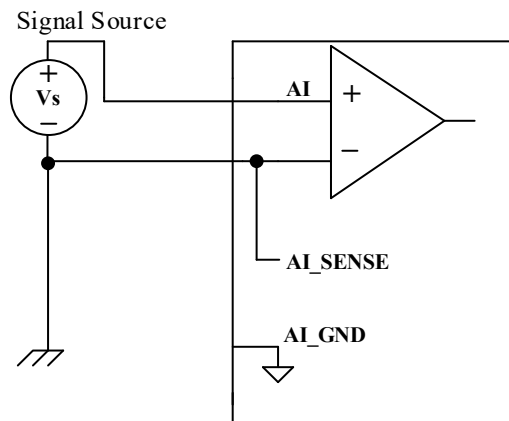 Signal Source
+
Vs
−
AI
+
−
AI_SENSE
AI_GND